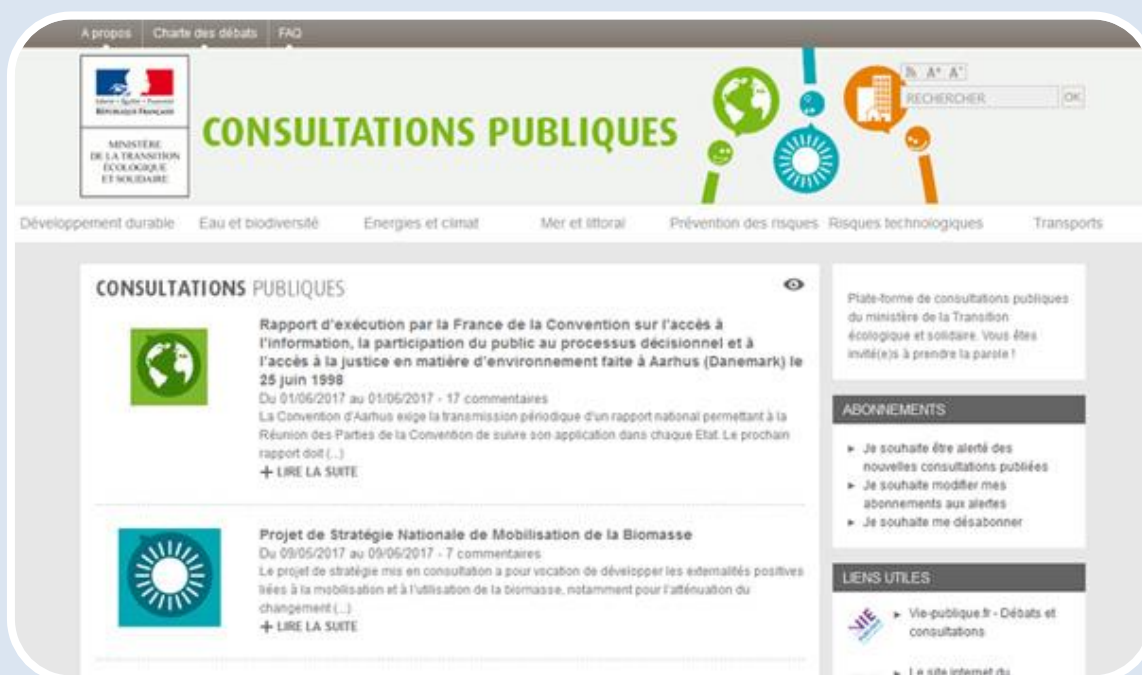 A propos Charte des débats FAQ
Liberté • Égalité • Fraternité
RÉPUBLIQUE FRANÇAISE
MINISTÈRE
DE LA TRANSITION
ÉCOLOGIQUE
ET SOLIDAIRE
CONSULTATIONS PUBLIQUES
A+ A-
RECHERCHER OK
Développement durable Eau et biodiversité Energies et climat Mer et littoral Prévention des risques Risques technologiques Transports
CONSULTATIONS PUBLIQUES
Rapport d'exécution par la France de la Convention sur l'accès à
l'information, la participation du public au processus décisionnel et à
l'accès à la justice en matière d'environnement faite à Aarhus (Danemark) le
25 juin 1998
Du 01/06/2017 au 01/06/2017 - 17 commentaires
La Convention d'Aarhus exige la transmission périodique d'un rapport national permettant à la
Réunion des Parties de la Convention de suivre son application dans chaque Etat. Le prochain
rapport doit (...)
+ LIRE LA SUITE
Projet de Stratégie Nationale de Mobilisation de la Biomasse
Du 09/05/2017 au 09/06/2017 - 7 commentaires
Le projet de stratégie mis en consultation a pour vocation de développer les externalités positives
liées à la mobilisation et à l'utilisation de la biomasse, notamment pour l'atténuation du
changement (...)
+ LIRE LA SUITE
Plate-forme de consultations publiques
du ministère de la Transition
écologique et solidaire. Vous êtes
invité(e)s à prendre la parole !
ABONNEMENTS
► Je souhaite être alerté des
nouvelles consultations publiées
► Je souhaite modifier mes
abonnements aux alertes
► Je souhaite me désabonner
LIENS UTILES
VIE
► Vie-publique.fr - Débats et
consultations
► Le site internet du